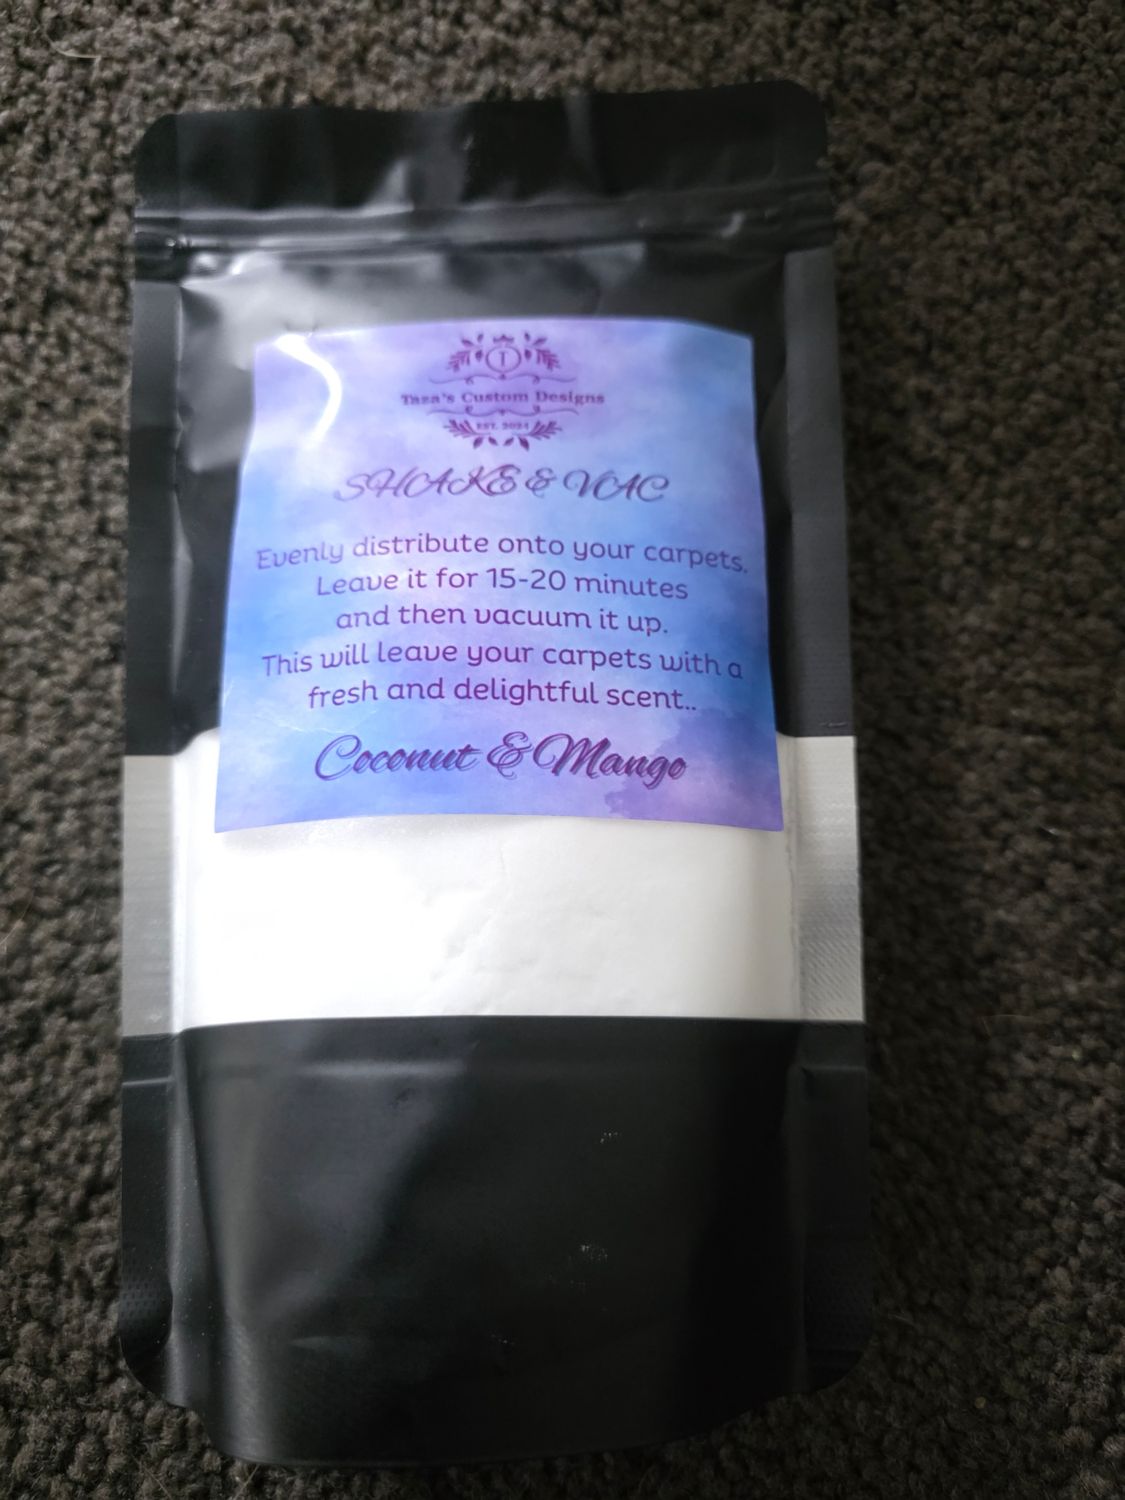 T
Taza's Custom Designs
EST. 2024
SHAKE & VAC
Evenly distribute onto your carpets.
Leave it for 15-20 minutes
and then vacuum it up.
This will leave your carpets with a
fresh and delightful scent..
Coconut & Mango